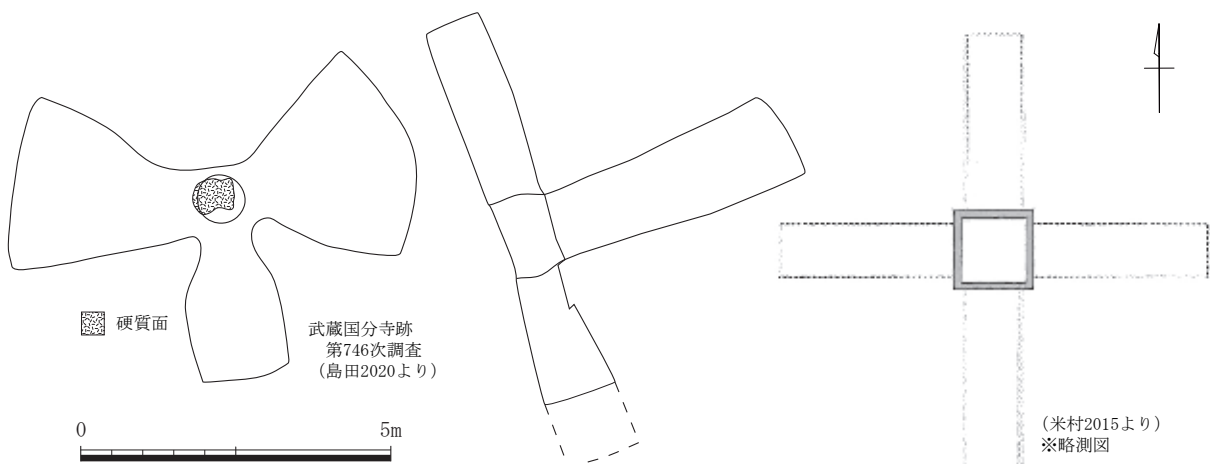 硬質面
武蔵国分寺跡
第746次調査
(島田2020より)
0 5m
(米村2015より)
※略測図